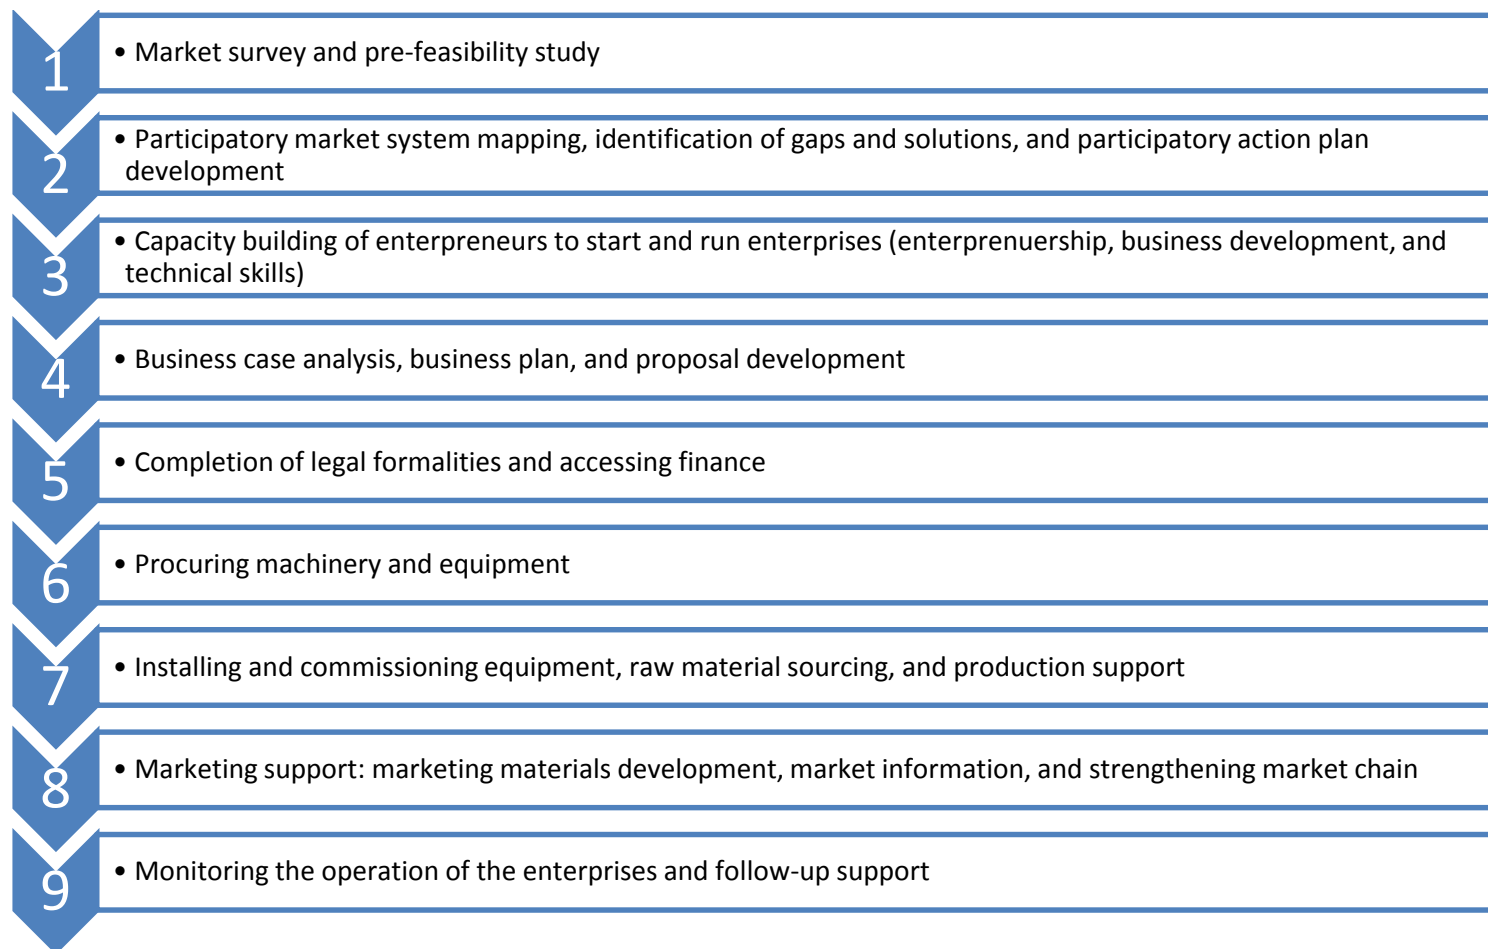 1
• Market survey and pre-feasibility study
2
• Participatory market system mapping, identification of gaps and solutions, and participatory action plan
development
3
• Capacity building of enterpreneurs to start and run enterprises (enterprenuership, business development, and
technical skills)
4
• Business case analysis, business plan, and proposal development
5
• Completion of legal formalities and accessing finance
6
• Procuring machinery and equipment
7
• Installing and commissioning equipment, raw material sourcing, and production support
8
• Marketing support: marketing materials development, market information, and strengthening market chain
9
• Monitoring the operation of the enterprises and follow-up support